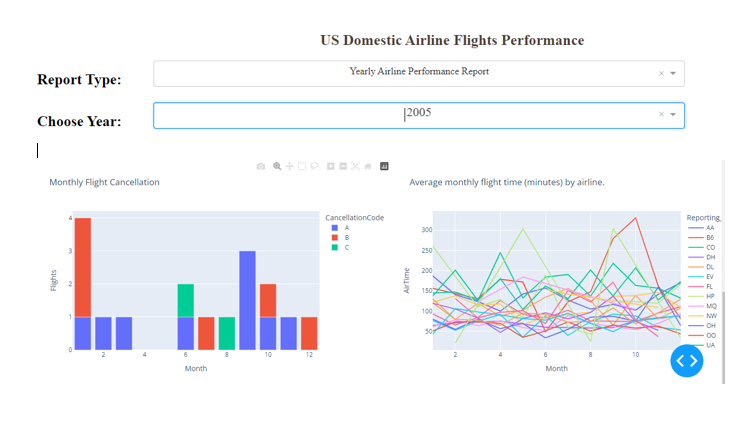 US Domestic Airline Flights Performance
Report Type:
Yearly Airline Performance Report
Choose Year:
2005
Monthly Flight Cancellation
CancellationCode
A
B
C
Flights
4
3
2
1
0
2
4
6
8
10
12
Month
Average monthly flight time (minutes) by airline.
Reporting_
AA
B6
CO
DH
DL
EV
FL
HP
MQ
NW
OH
OO
UA
AirTime
300
250
200
150
100
50
2
4
6
8
10
Month